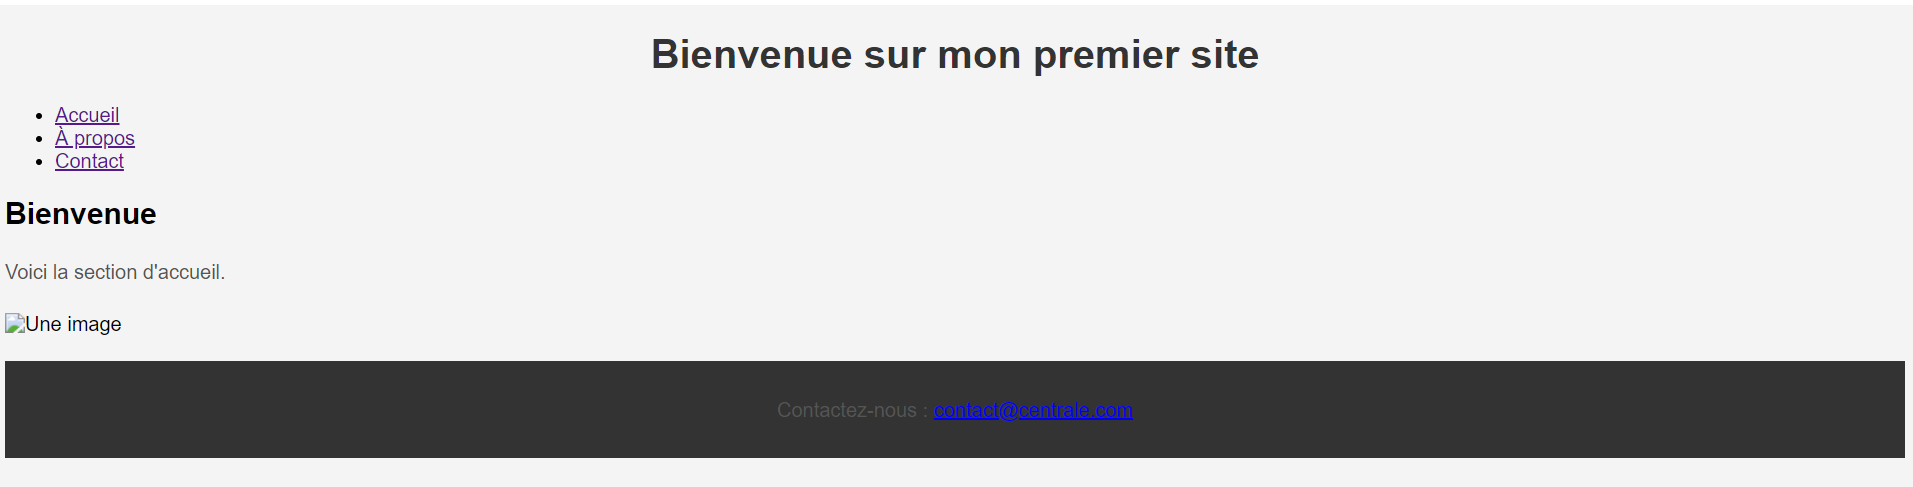 Bienvenue sur mon premier site
Accueil
À propos
Contact
Bienvenue
Voici la section d'accueil.
Une image
Contactez-nous : contact@centrale.com